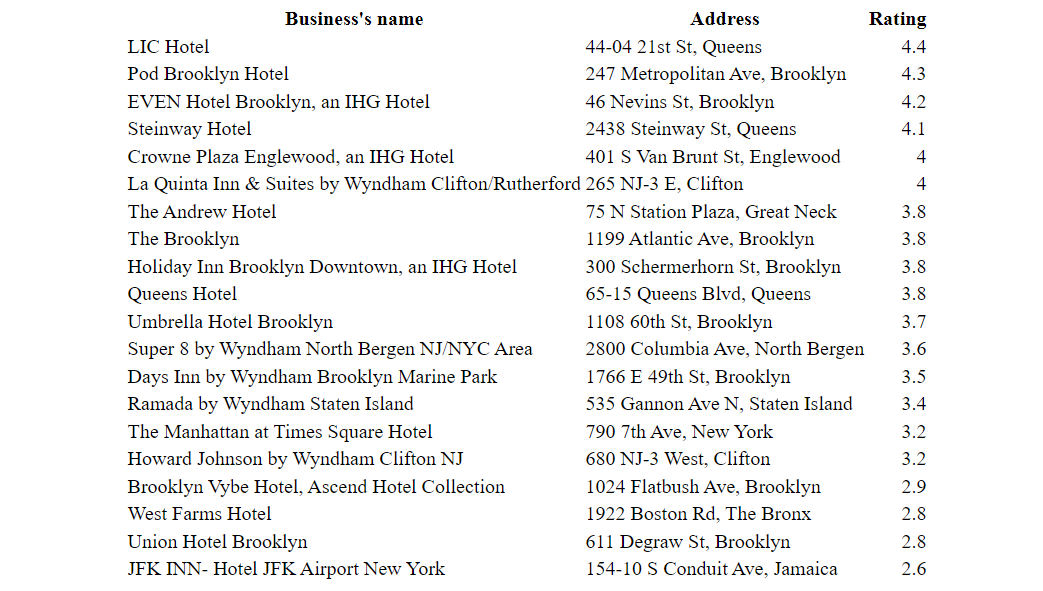 Business's name Address Rating
LIC Hotel 44-04 21st St, Queens 4.4
Pod Brooklyn Hotel 247 Metropolitan Ave, Brooklyn 4.3
EVEN Hotel Brooklyn, an IHG Hotel 46 Nevins St, Brooklyn 4.2
Steinway Hotel 2438 Steinway St, Queens 4.1
Crowne Plaza Englewood, an IHG Hotel 401 S Van Brunt St, Englewood 4
La Quinta Inn & Suites by Wyndham Clifton/Rutherford 265 NJ-3 E, Clifton 4
The Andrew Hotel 75 N Station Plaza, Great Neck 3.8
The Brooklyn 1199 Atlantic Ave, Brooklyn 3.8
Holiday Inn Brooklyn Downtown, an IHG Hotel 300 Schermerhorn St, Brooklyn 3.8
Queens Hotel 65-15 Queens Blvd, Queens 3.8
Umbrella Hotel Brooklyn 1108 60th St, Brooklyn 3.7
Super 8 by Wyndham North Bergen NJ/NYC Area 2800 Columbia Ave, North Bergen 3.6
Days Inn by Wyndham Brooklyn Marine Park 1766 E 49th St, Brooklyn 3.5
Ramada by Wyndham Staten Island 535 Gannon Ave N, Staten Island 3.4
The Manhattan at Times Square Hotel 790 7th Ave, New York 3.2
Howard Johnson by Wyndham Clifton NJ 680 NJ-3 West, Clifton 3.2
Brooklyn Vybe Hotel, Ascend Hotel Collection 1024 Flatbush Ave, Brooklyn 2.9
West Farms Hotel 1922 Boston Rd, The Bronx 2.8
Union Hotel Brooklyn 611 Degraw St, Brooklyn 2.8
JFK INN- Hotel JFK Airport New York 154-10 S Conduit Ave, Jamaica 2.6